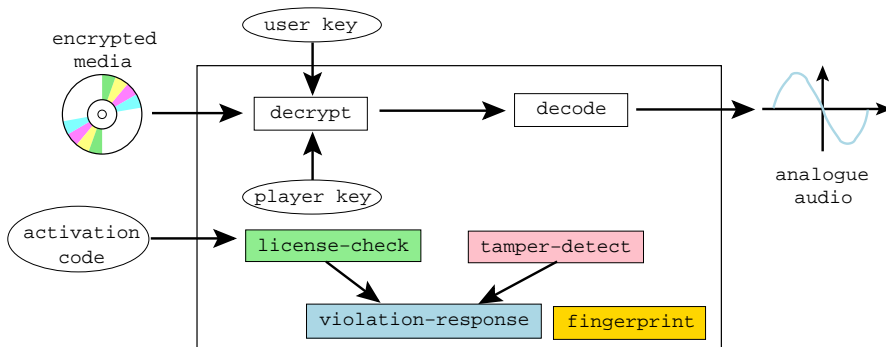 user key
encrypted
media
decrypt
decode
player key
analogue
audio
activation
code
license-check
tamper-detect
violation-response
fingerprint